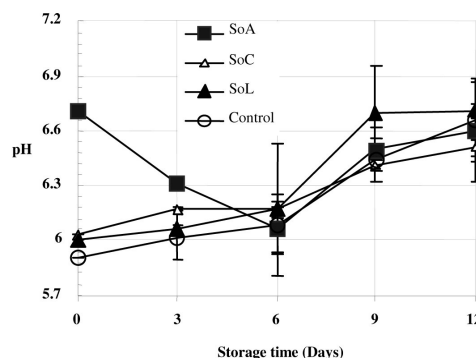 7.2
SoA
6.9
SoC
SoL
6.6
Control
pH
6.3
6
5.7
0 3 6 9 12
Storage time (Days)